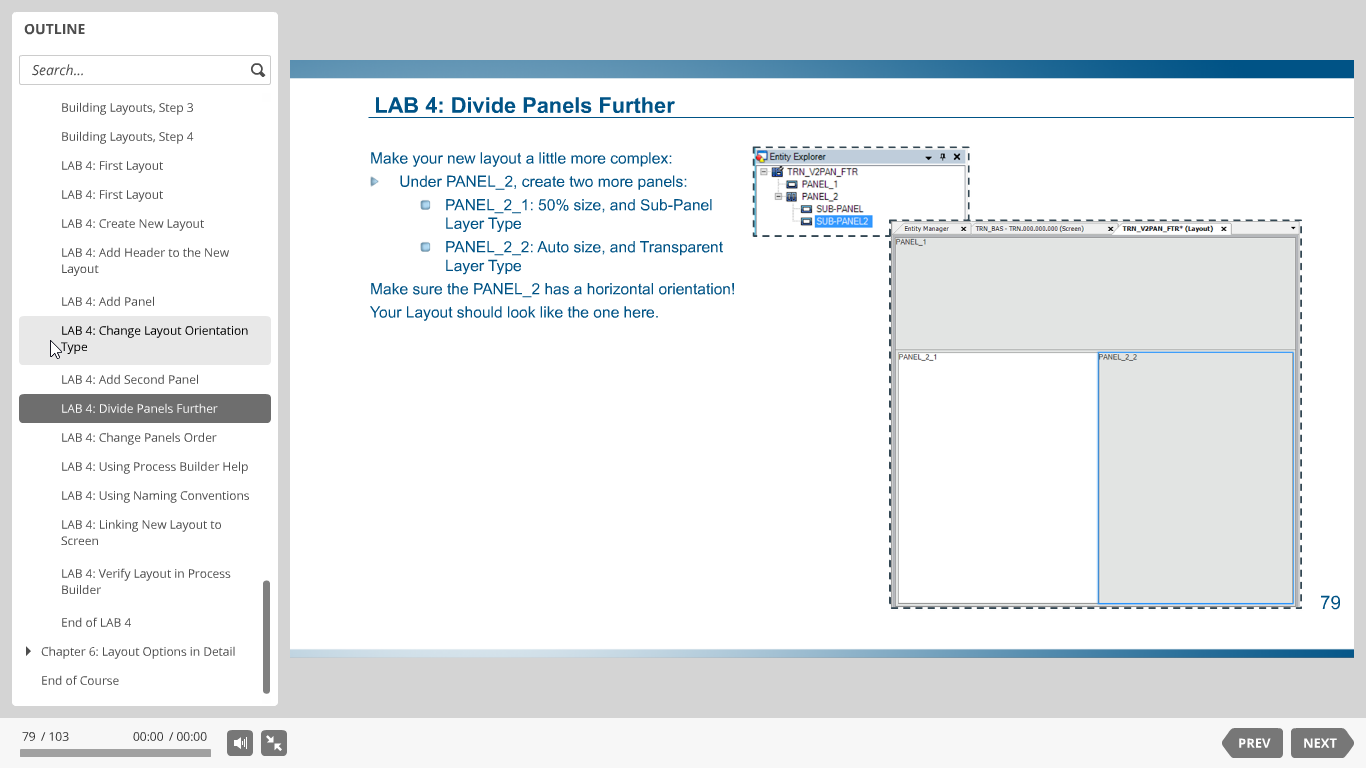 OUTLINE
Search...
Building Layouts, Step 3
Building Layouts, Step 4
LAB 4: First Layout
LAB 4: First Layout
LAB 4: Create New Layout
LAB 4: Add Header to the New
Layout
LAB 4: Add Panel
LAB 4: Change Layout Orientation
Type
LAB 4: Add Second Panel
LAB 4: Divide Panels Further
LAB 4: Change Panels Order
LAB 4: Using Process Builder Help
LAB 4: Using Naming Conventions
LAB 4: Linking New Layout to
Screen
LAB 4: Verify Layout in Process
Builder
End of LAB 4
Chapter 6: Layout Options in Detail
End of Course
LAB 4: Divide Panels Further
Make your new layout a little more complex:
Under PANEL_2, create two more panels:
PANEL_2_1: 50% size, and Sub-Panel
Layer Type
PANEL_2_2: Auto size, and Transparent
Layer Type
Make sure the PANEL_2 has a horizontal orientation!
Your Layout should look like the one here.
Entity Explorer
TRN_V2PAN_FTR
PANEL_1
PANEL_2
SUB-PANEL
SUB-PANEL2
Entity Manager
TRN_BAS - TRN.000.000.000 (Screen)
TRN_V2PAN_FTR* (Layout)
PANEL_1
PANEL_2_1
PANEL_2_2
79
79 / 103
00:00 / 00:00
PREV
NEXT